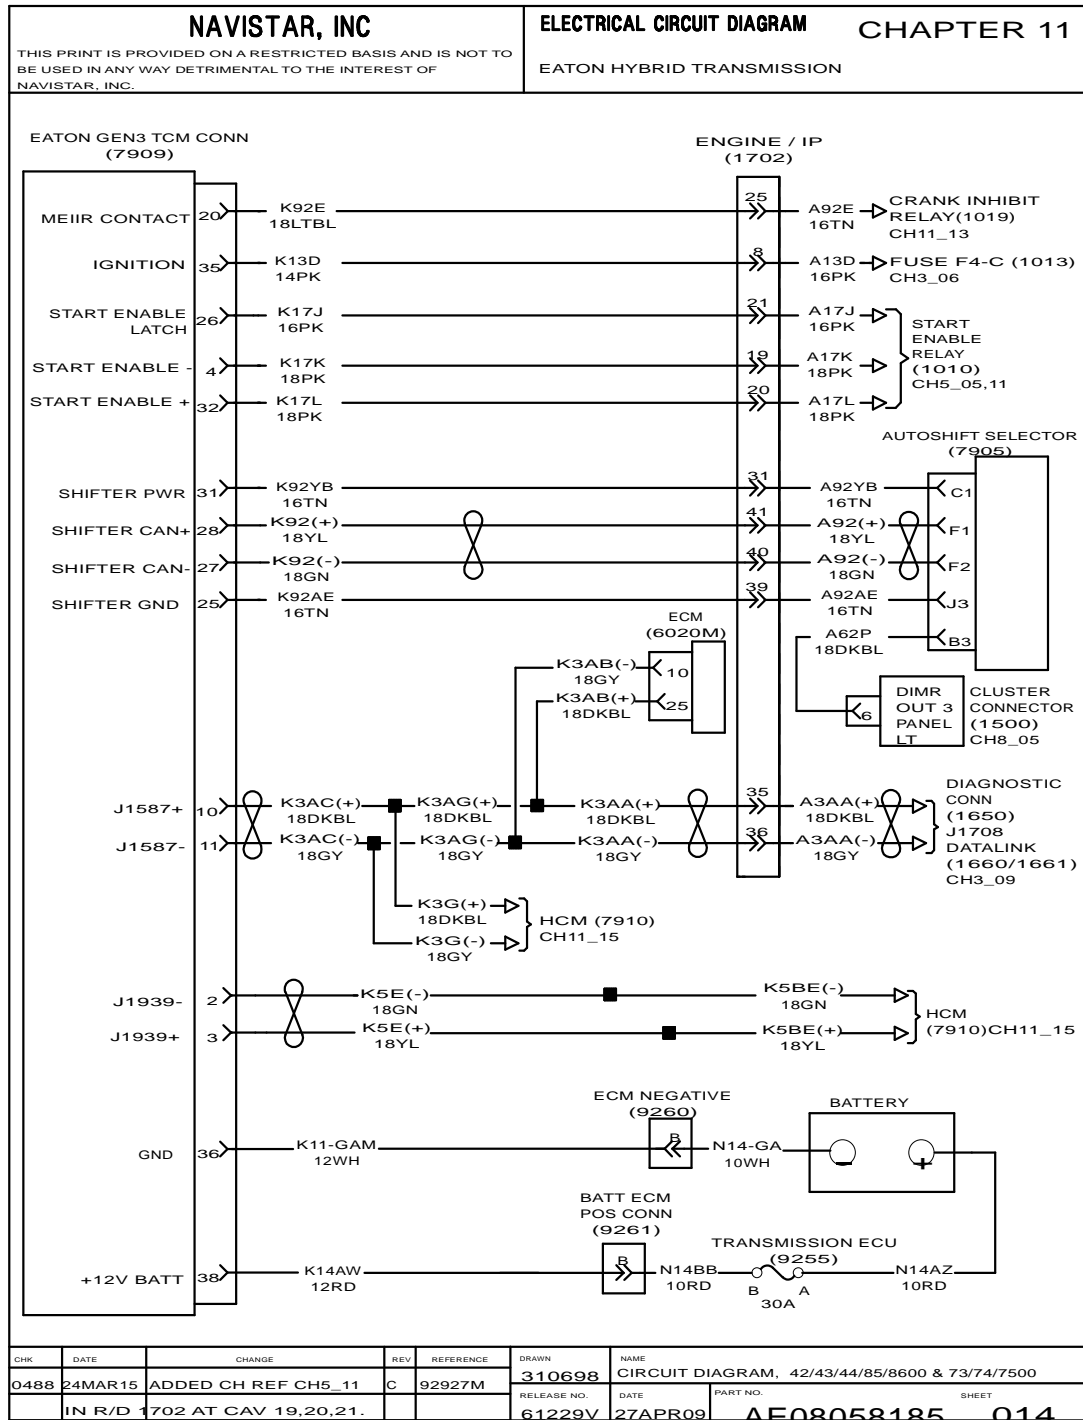 NAVISTAR, INC
THIS PRINT IS PROVIDED ON A RESTRICTED BASIS AND IS NOT TO
BE USED IN ANY WAY DETRIMENTAL TO THE INTEREST OF
NAVISTAR, INC.
ELECTRICAL CIRCUIT DIAGRAM
CHAPTER 11
EATON HYBRID TRANSMISSION
EATON GEN3 TCM CONN
(7909)
ENGINE / IP
(1702)
MEIIR CONTACT 20 K92E 25 A92E CRANK INHIBIT
18LTBL 16TN RELAY(1019)
CH11_13
IGNITION 35 K13D 8 A13D FUSE F4-C (1013)
14PK 16PK CH3_06
START ENABLE 26 K17J 21 A17J
LATCH 16PK 16PK
START ENABLE - 4 K17K 19 A17K
18PK 18PK
START ENABLE + 32 K17L 20 A17L
18PK 18PK
START
ENABLE
RELAY
(1010)
CH5_05,11
AUTOSHIFT SELECTOR
(7905)
SHIFTER PWR 31 K92YB 31 A92YB C1
16TN 16TN
SHIFTER CAN+ 28 K92(+) 41 A92(+) F1
18YL 18YL
SHIFTER CAN- 27 K92(-) 40 A92(-) F2
18GN 18GN
SHIFTER GND 25 K92AE 39 A92AE J3
16TN 16TN
A62P B3
18DKBL
ECM
(6020M)
K3AB(-) 10
18GY
K3AB(+) 25
18DKBL
6
DIMR
OUT 3
PANEL
LT
CLUSTER
CONNECTOR
(1500)
CH8_05
J1587+ 10 K3AC(+) K3AG(+) K3AA(+) 35 A3AA(+)
18DKBL 18DKBL 18DKBL 18DKBL
J1587- 11 K3AC(-) K3AG(-) K3AA(-) 36 A3AA(-)
18GY 18GY 18GY 18GY
DIAGNOSTIC
CONN
(1650)
J1708
DATALINK
(1660/1661)
CH3_09
K3G(+)
18DKBL
K3G(-)
18GY
HCM (7910)
CH11_15
J1939- 2 K5E(-) K5BE(-)
18GN 18GN
J1939+ 3 K5E(+) K5BE(+)
18YL 18YL
HCM
(7910)CH11_15
ECM NEGATIVE
(9260)
BATTERY
GND 36 K11-GAM B N14-GA - +
12WH 10WH
BATT ECM
POS CONN
(9261)
TRANSMISSION ECU
(9255)
+12V BATT 38 K14AW B N14BB N14AZ
12RD 10RD B A 10RD
30A
CHK DATE CHANGE REV REFERENCE DRAWN NAME
0488 24MAR15 ADDED CH REF CH5_11 C 92927M 310698 CIRCUIT DIAGRAM, 42/43/44/85/8600 & 73/74/7500
RELEASE NO. DATE PART NO. SHEET
IN R/D 1702 AT CAV 19,20,21. 61229V 27APR09 AE08058185 014